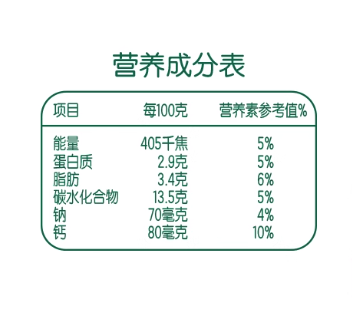 营养成分表
项目 每100克 营养素参考值%
能量 405千焦 5%
蛋白质 2.9克 5%
脂肪 3.4克 6%
碳水化合物 13.5克 5%
钠 70毫克 4%
钙 80毫克 10%